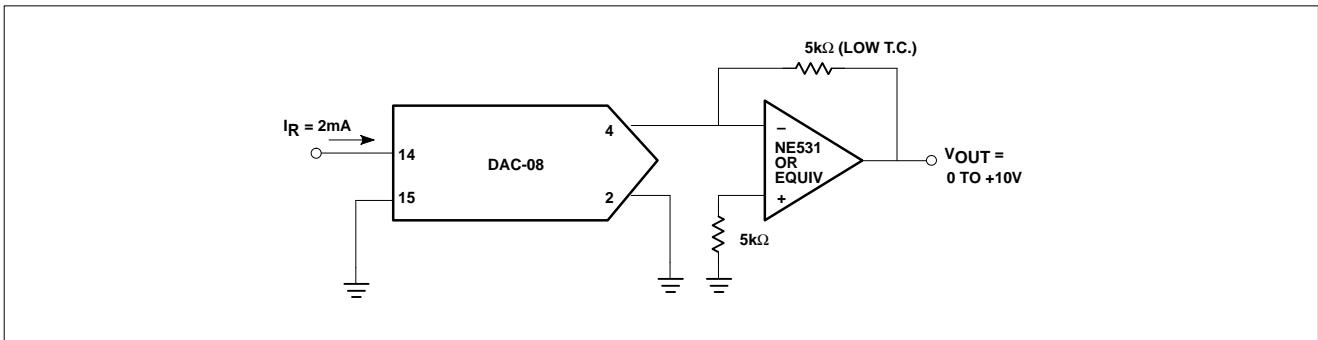 5kΩ (LOW T.C.)
IR = 2mA
14
15
DAC-08
4
2
–
NE531
OR
EQUIV
+
5kΩ
VOUT =
0 TO +10V